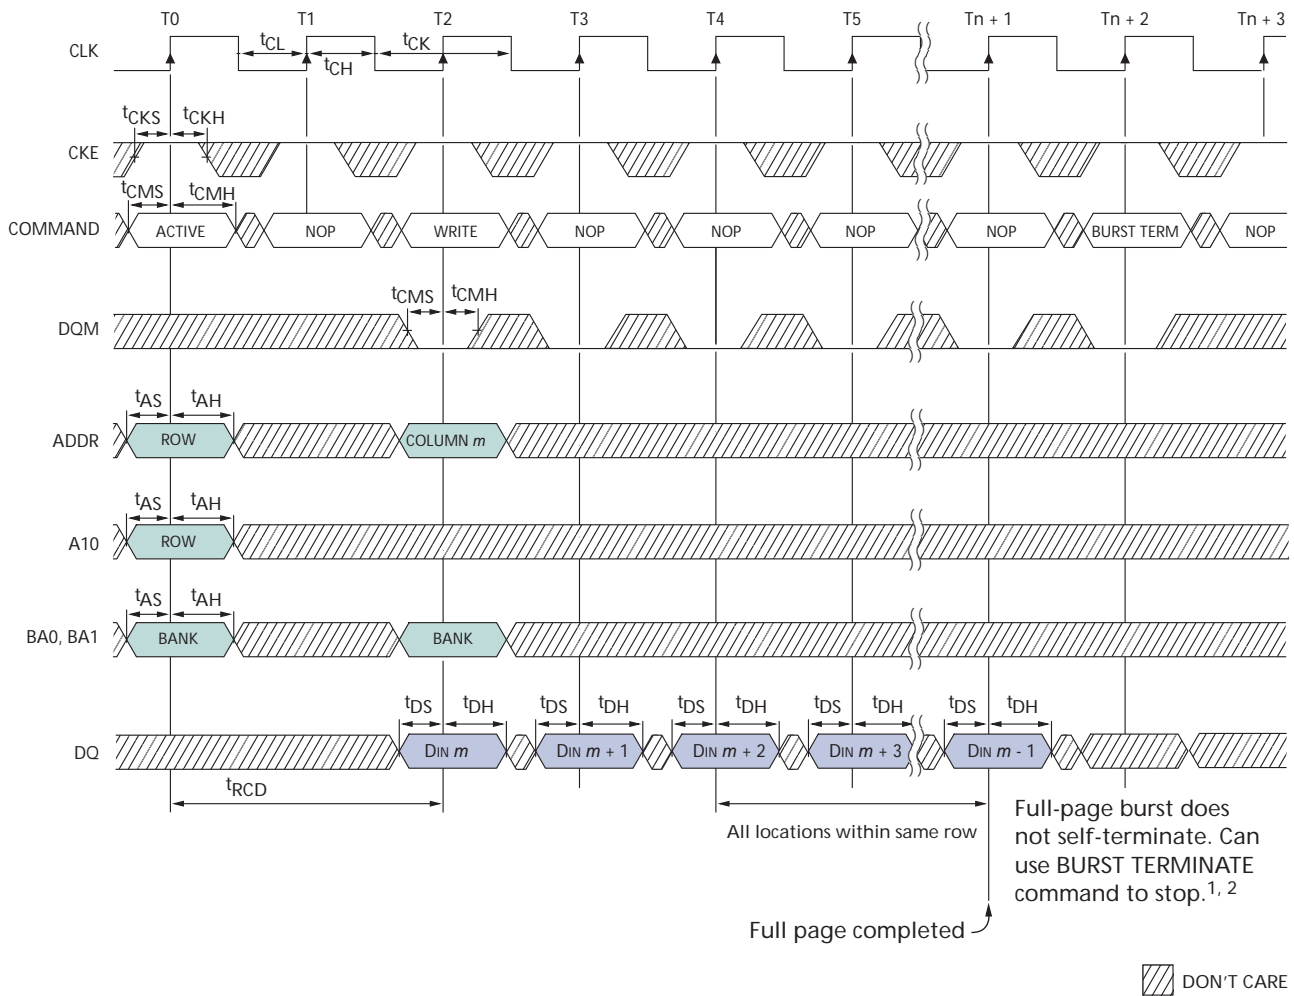 T0 T1 T2 T3 T4 T5 Tn + 1 Tn + 2 Tn + 3
CLK
tCL tCH tCK
tCKS tCKH
CKE
tCMS tCMH
COMMAND ACTIVE NOP WRITE NOP NOP NOP NOP BURST TERM NOP
tCMS tCMH
DQM
tAS tAH
ADDR ROW COLUMN m
tAS tAH
A10 ROW
tAS tAH
BA0, BA1 BANK BANK
tDS tDH tDS tDH tDS tDH tDS tDH tDS tDH
DQ DIN m DIN m + 1 DIN m + 2 DIN m + 3 DIN m - 1
tRCD
All locations within same row
Full-page burst does
not self-terminate. Can
use BURST TERMINATE
command to stop.1, 2
Full page completed
DON'T CARE